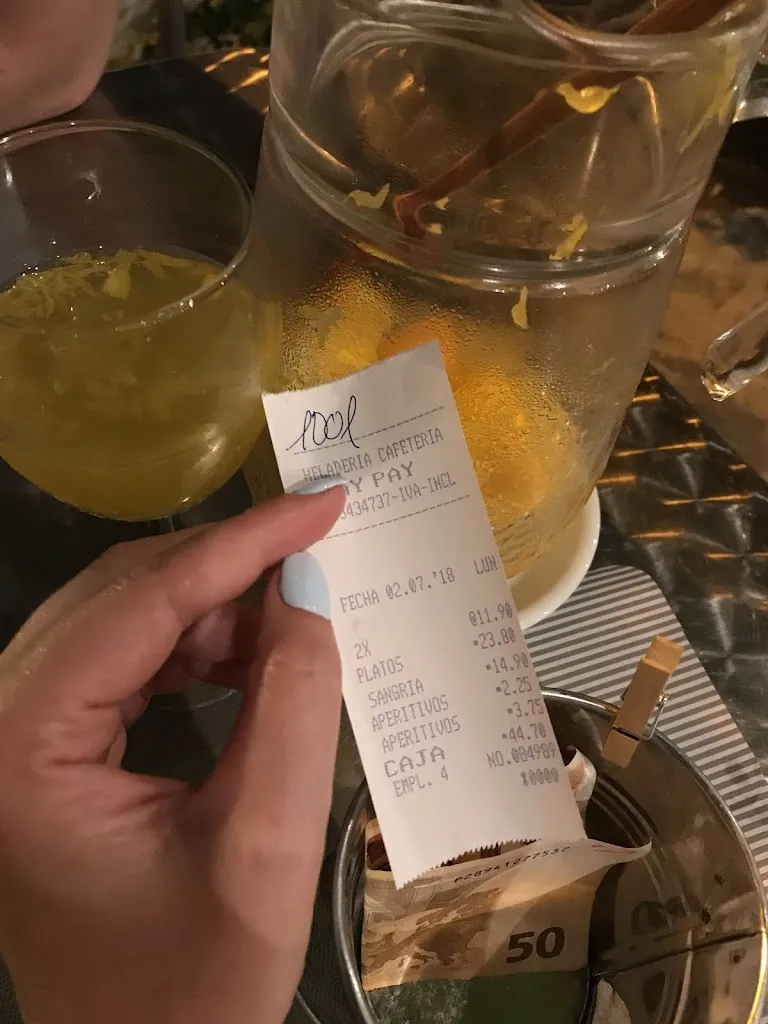 1001
HELADERIA CAFETERIA
Y PAY
3434737-IVA-INCL
FECHA 02.07.'18 LUN
2X @11.90
PLATOS *23.80
SANGRIA *14.90
APERITIVOS *2.25
APERITIVOS *3.75
CAJA *44.70
EMPL. 4 NO.084989
*0000
50